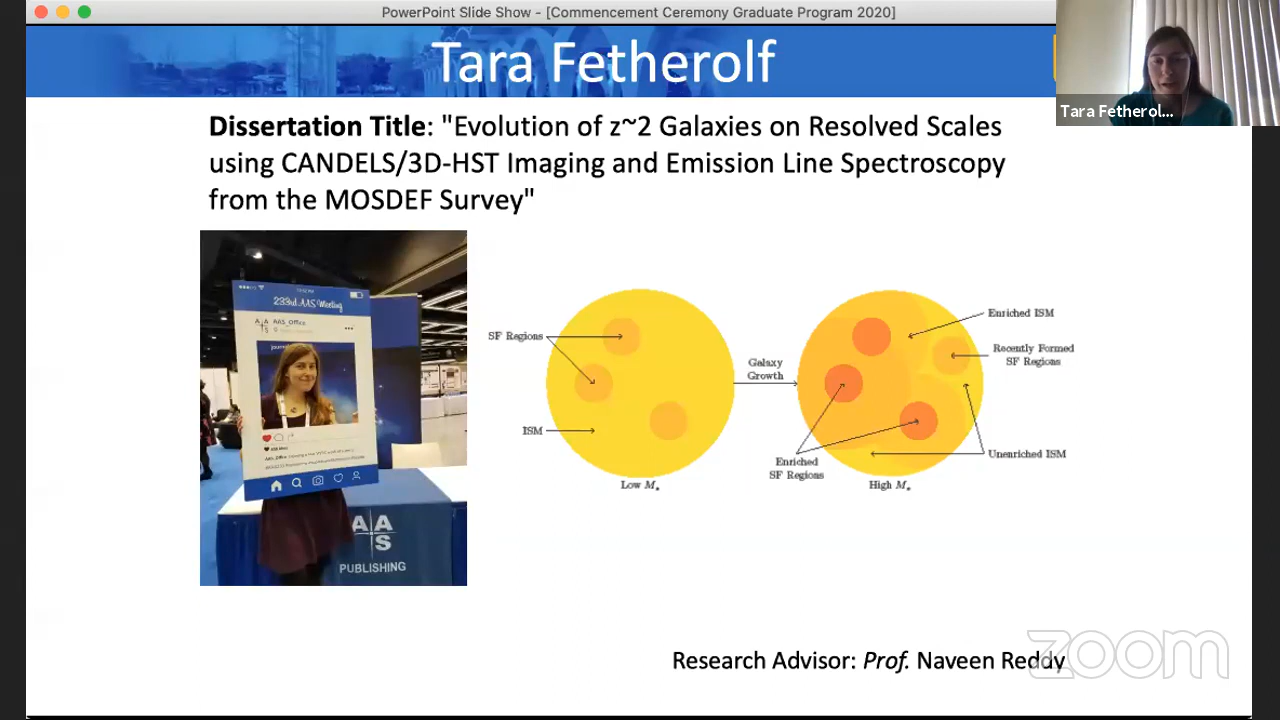 PowerPoint Slide Show - [Commencement Ceremony Graduate Program 2020]
Tara Fetherolf
Tara Fetherol...
Dissertation Title: "Evolution of z~2 Galaxies on Resolved Scales
using CANDELS/3D-HST Imaging and Emission Line Spectroscopy
from the MOSDEF Survey"
233rd AAS Meeting
AAS_Office
AAS
PUBLISHING
SF Regions
ISM
Low M*
Galaxy
Growth
Enriched ISM
Recently Formed
SF Regions
Unenriched ISM
Enriched
SF Regions
High M*
Research Advisor: Prof. Naveen Reddy
zoom